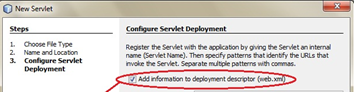 New Servlet
Steps
1. Choose File Type
2. Name and Location
3. Configure Servlet
Deployment
Configure Servlet Deployment
Register the Servlet with the application by giving the Servlet an internal
name (Servlet Name). Then specify patterns that identify the URLs that
invoke the Servlet. Separate multiple patterns with commas.
Add information to deployment descriptor (web.xml)